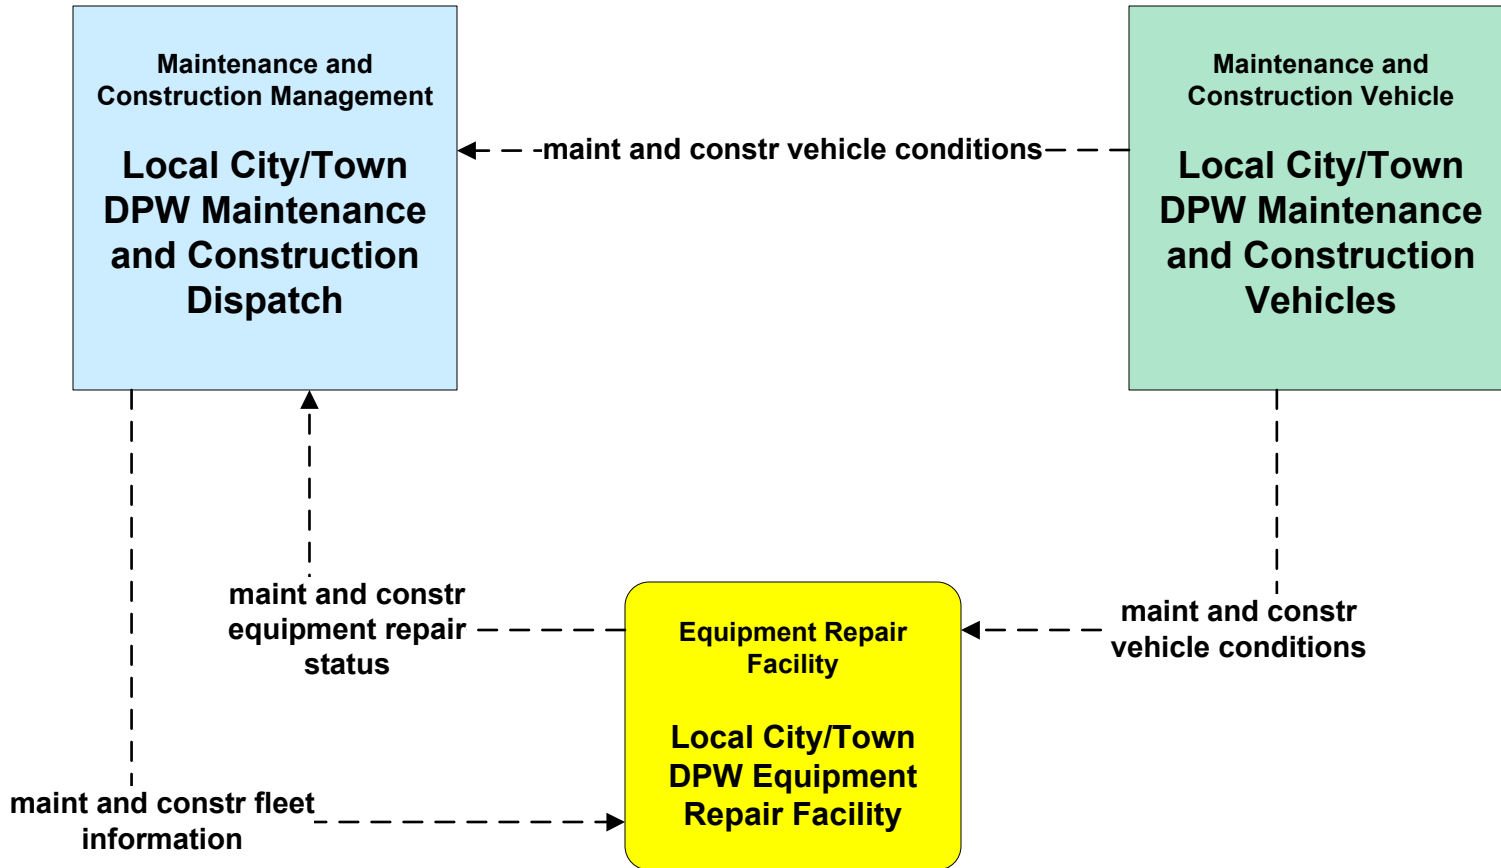 Maintenance and
Construction Management
Local City/Town
DPW Maintenance
and Construction
Dispatch
maint and constr vehicle conditions
Maintenance and
Construction Vehicle
Local City/Town
DPW Maintenance
and Construction
Vehicles
maint and constr
equipment repair
status
Equipment Repair
Facility
Local City/Town
DPW Equipment
Repair Facility
maint and constr
vehicle conditions
maint and constr fleet
information